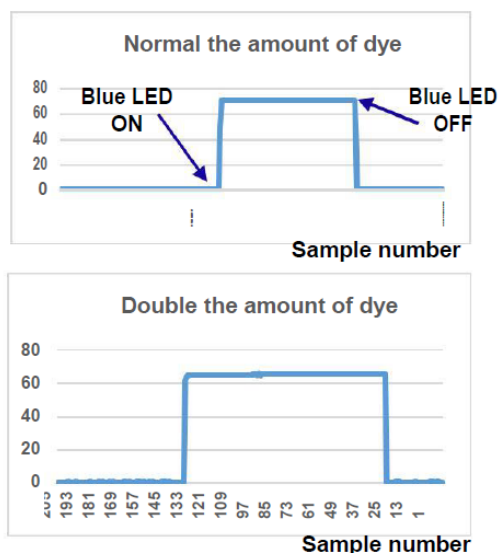 Normal the amount of dye
80
60
40
20
0
Blue LED
ON
Blue LED
OFF
Sample number
Double the amount of dye
80
60
40
20
0
193 181 169 157 145 133 121 109 97 85 73 61 49 37 25 13 1
Sample number